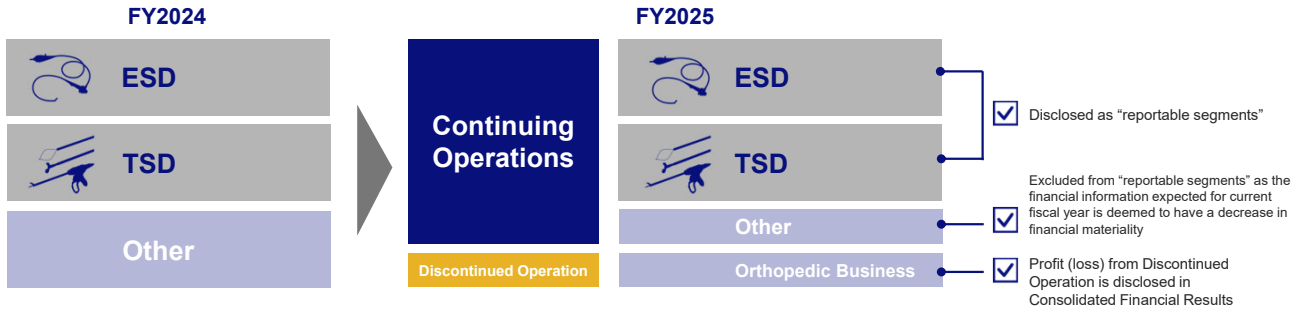 FY2024
ESD
TSD
Other
FY2025
Continuing
Operations
Discontinued Operation
ESD
TSD
Other
Orthopedic Business
Disclosed as “reportable segments”
Excluded from “reportable segments” as the
financial information expected for current
fiscal year is deemed to have a decrease in
financial materiality
Profit (loss) from Discontinued
Operation is disclosed in
Consolidated Financial Results